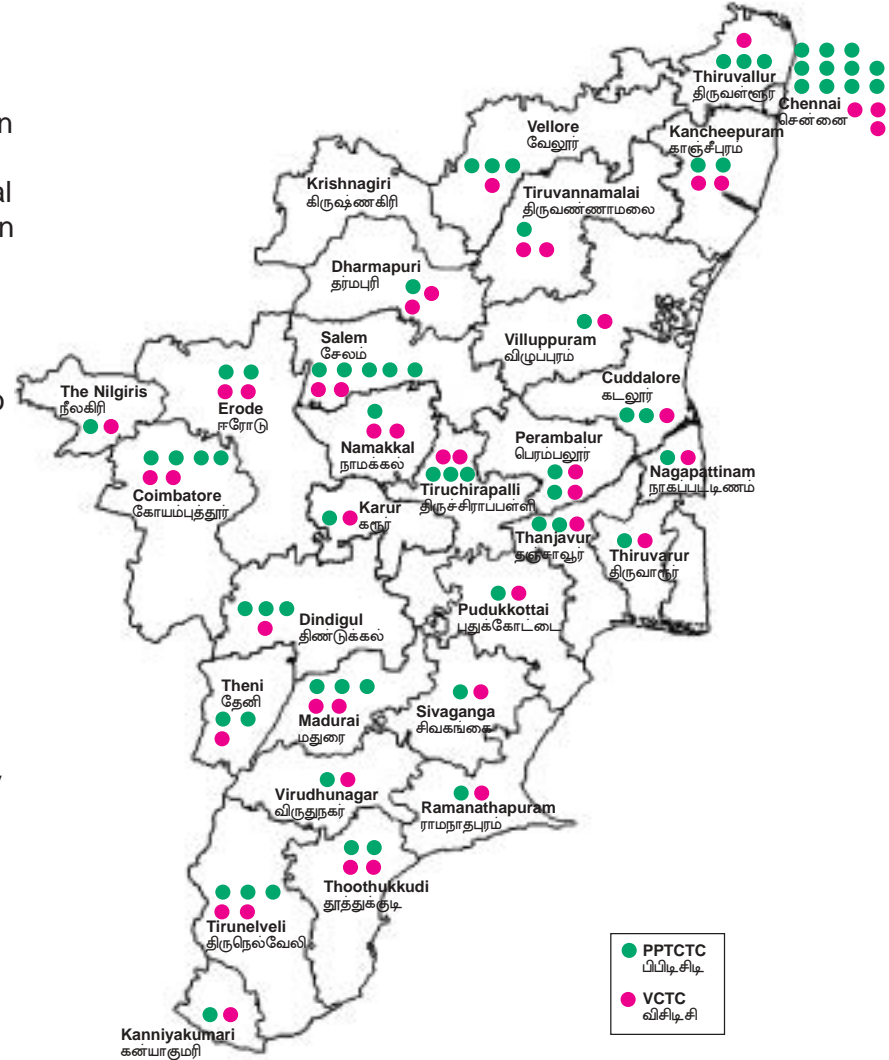 n
al
n
o
,
Thiruvallur
திருவள்ளூர்
Chennai
சென்னை
Vellore
வேலூர்
Kancheepuram
காஞ்சீபுரம்
Krishnagiri
கிருஷ்ணகிரி
Tiruvannamalai
திருவண்ணாமலை
Dharmapuri
தர்மபுரி
Salem
சேலம்
Villuppuram
விழுபபுரம்
The Nilgiris
நீலகிரி
Erode
ஈரோடு
Cuddalore
கடலூர்
Namakkal
நாமக்கல்
Perambalur
பெரம்பலூர்
Nagapattinam
நாகப்பட்டிணம்
Coimbatore
கோயம்புத்தூர்
Tiruchirapalli
திருச்சிராபபள்ளி
Karur
கரூர்
Thanjavur
தஞ்சாவூர்
Thiruvarur
திருவாரூர்
Pudukkottai
புதுக்கோட்டை
Dindigul
திண்டுக்கல்
Theni
தேனி
Madurai
மதுரை
Sivaganga
சிவகங்கை
Virudhunagar
விருதுநகர்
Ramanathapuram
ராமநாதபுரம்
Thoothukkudi
தூத்துக்குடி
Tirunelveli
திருநெல்வேலி
Kanniyakumari
கன்யாகுமரி
PPTCTC
பிபிடிசிடி
VCTC
விசிடிசி